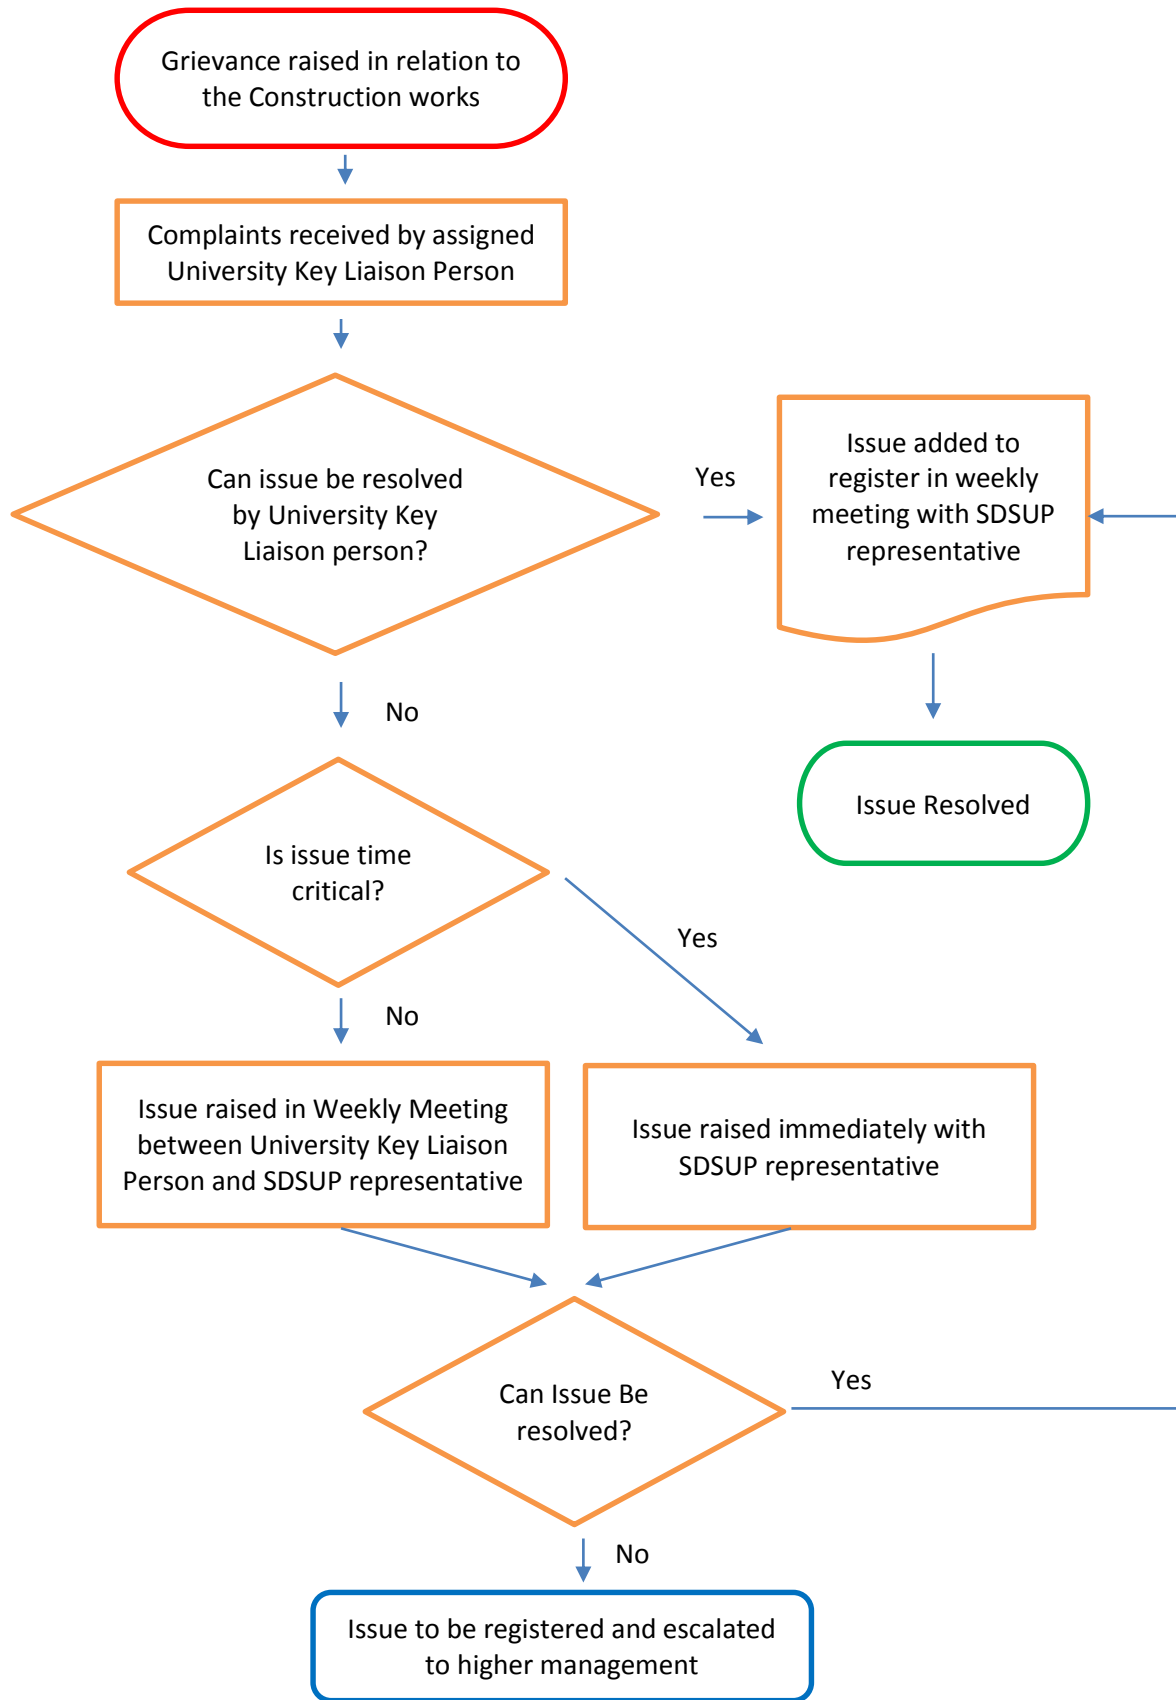 Grievance raised in relation to
the Construction works
Complaints received by assigned
University Key Liaison Person
Can issue be resolved
by University Key
Liaison person?
Yes
Issue added to
register in weekly
meeting with SDSUP
representative
No
Issue Resolved
Is issue time
critical?
Yes
No
Issue raised in Weekly Meeting
between University Key Liaison
Person and SDSUP representative
Issue raised immediately with
SDSUP representative
Can Issue Be
resolved?
Yes
No
Issue to be registered and escalated
to higher management